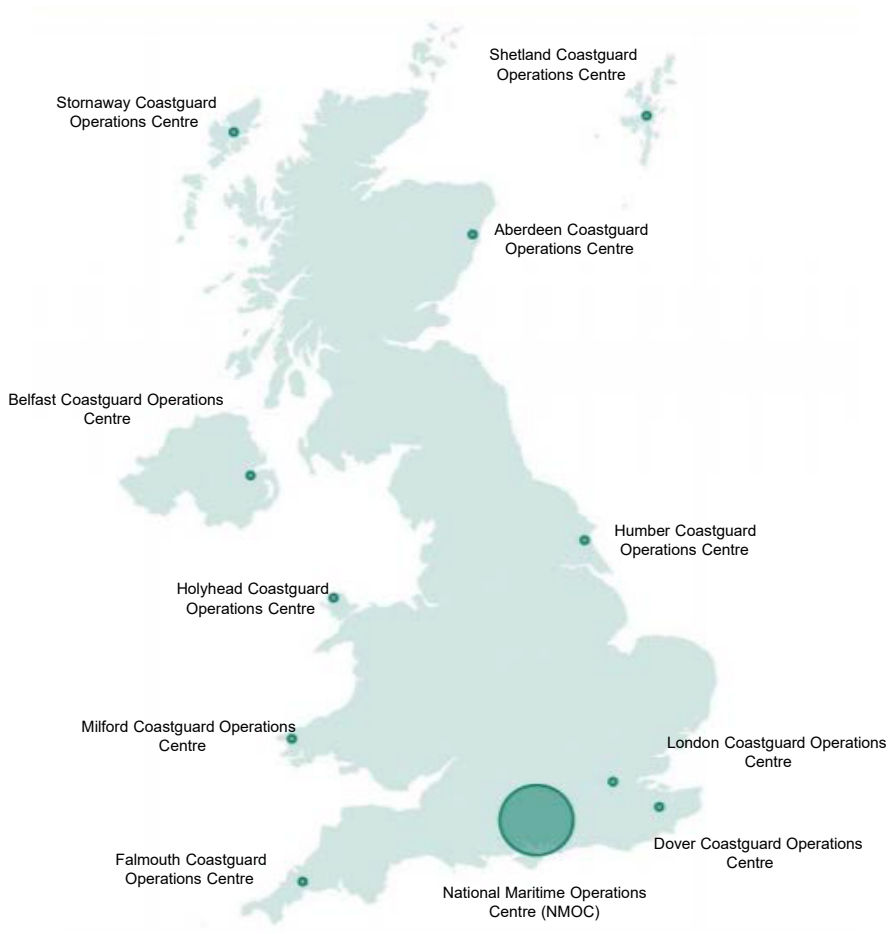 Shetland Coastguard
Operations Centre
Stornaway Coastguard
Operations Centre
Aberdeen Coastguard
Operations Centre
Belfast Coastguard Operations
Centre
Humber Coastguard
Operations Centre
Holyhead Coastguard
Operations Centre
Milford Coastguard Operations
Centre
London Coastguard Operations
Centre
Dover Coastguard Operations
Centre
Falmouth Coastguard
Operations Centre
National Maritime Operations
Centre (NMOC)